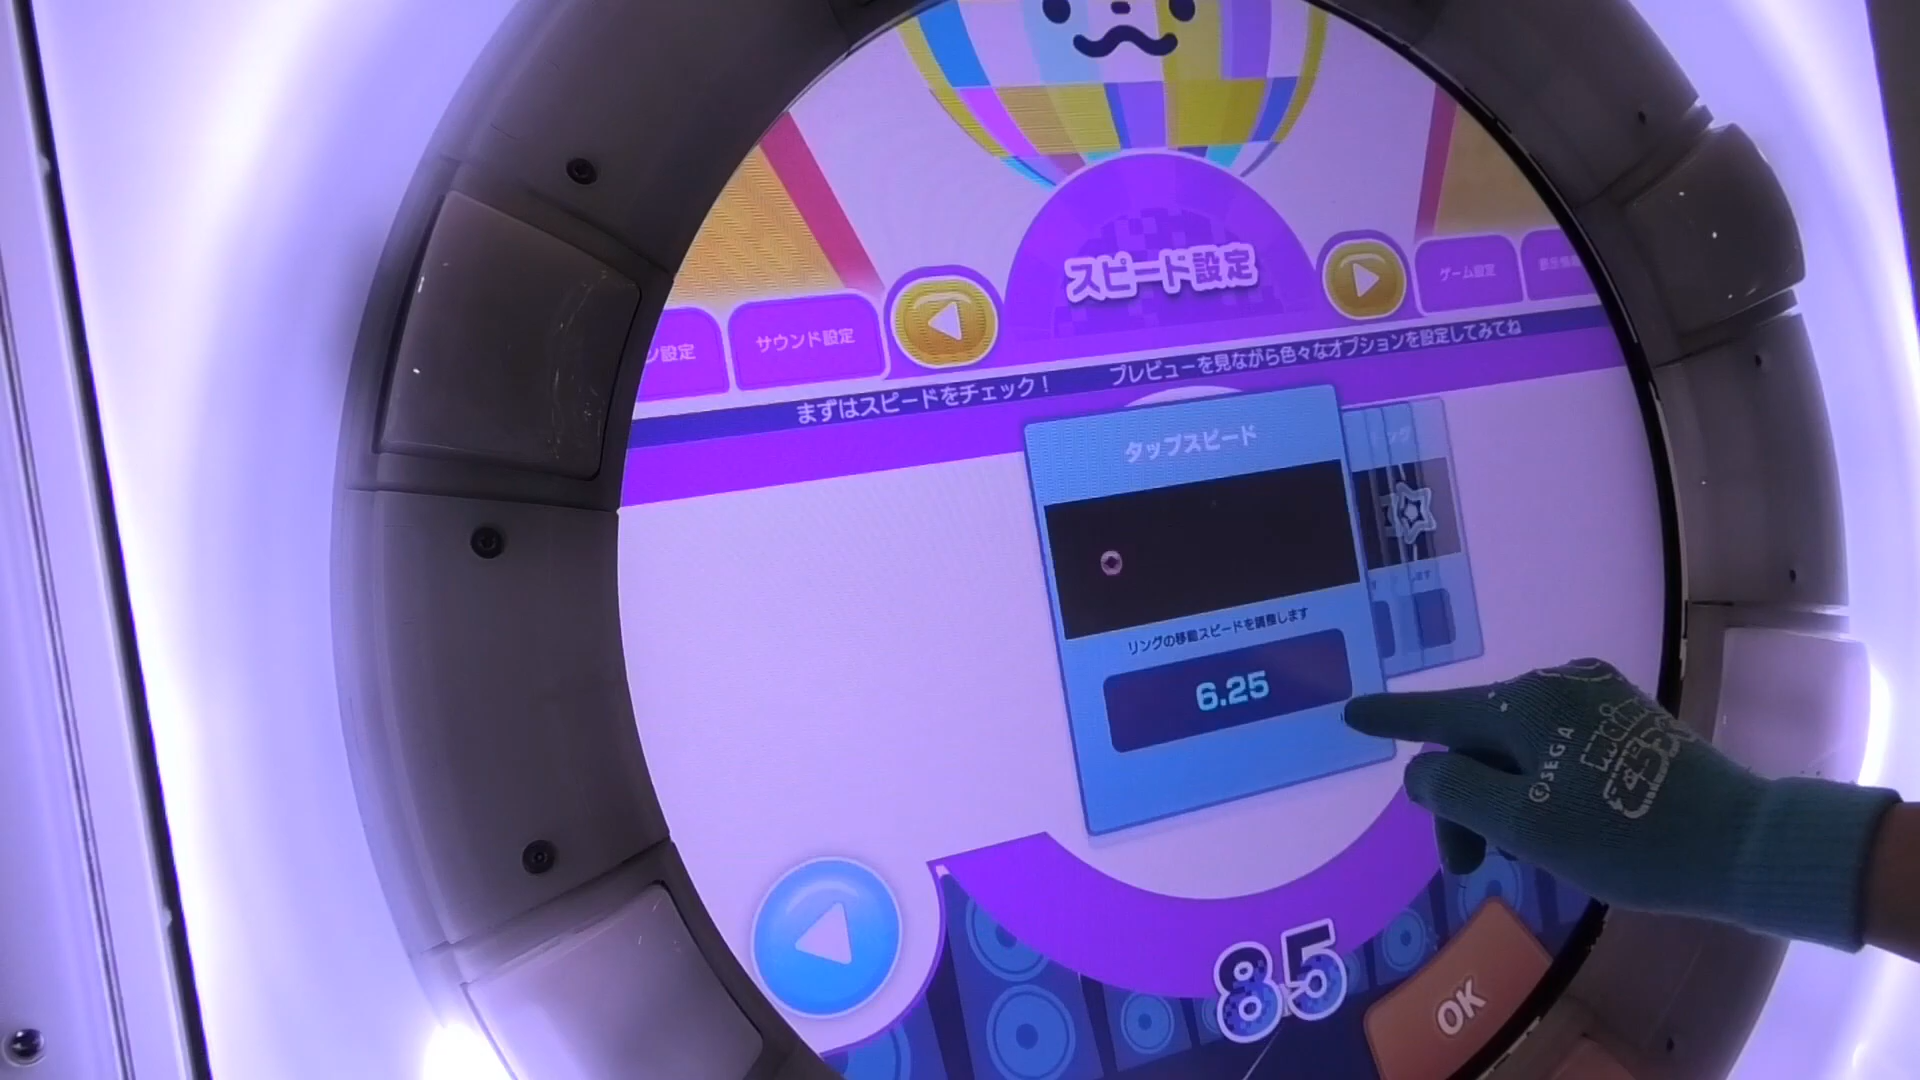 スピード設定
ン設定
サウンド設定
ゲーム設定
まずはスピードをチェック！ プレビューを見ながら色々なオプションを設定してみてね
タップスピード
リングの移動スピードを調整します
6.25
85
OK
©SEGA